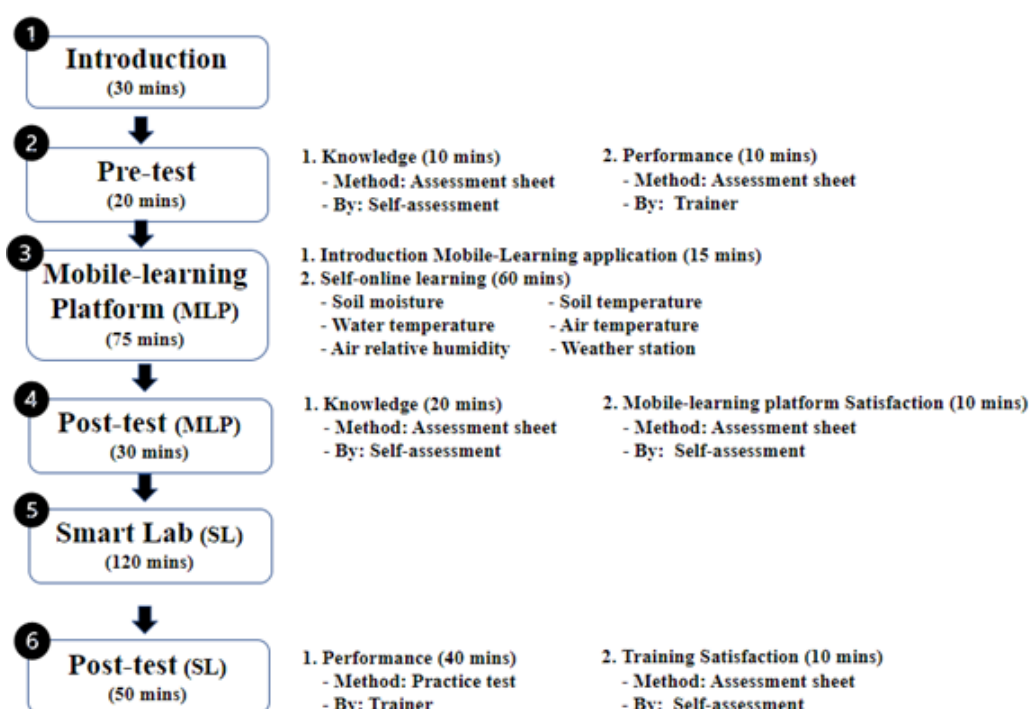 1
Introduction
(30 mins)
2
Pre-test
(20 mins)
1. Knowledge (10 mins)
- Method: Assessment sheet
- By: Self-assessment
2. Performance (10 mins)
- Method: Assessment sheet
- By: Trainer
3
Mobile-learning
Platform (MLP)
(75 mins)
1. Introduction Mobile-Learning application (15 mins)
2. Self-online learning (60 mins)
- Soil moisture - Soil temperature
- Water temperature - Air temperature
- Air relative humidity - Weather station
4
Post-test (MLP)
(30 mins)
1. Knowledge (20 mins)
- Method: Assessment sheet
- By: Self-assessment
2. Mobile-learning platform Satisfaction (10 mins)
- Method: Assessment sheet
- By: Self-assessment
5
Smart Lab (SL)
(120 mins)
6
Post-test (SL)
(50 mins)
1. Performance (40 mins)
- Method: Practice test
- By: Trainer
2. Training Satisfaction (10 mins)
- Method: Assessment sheet
- By: Self-assessment